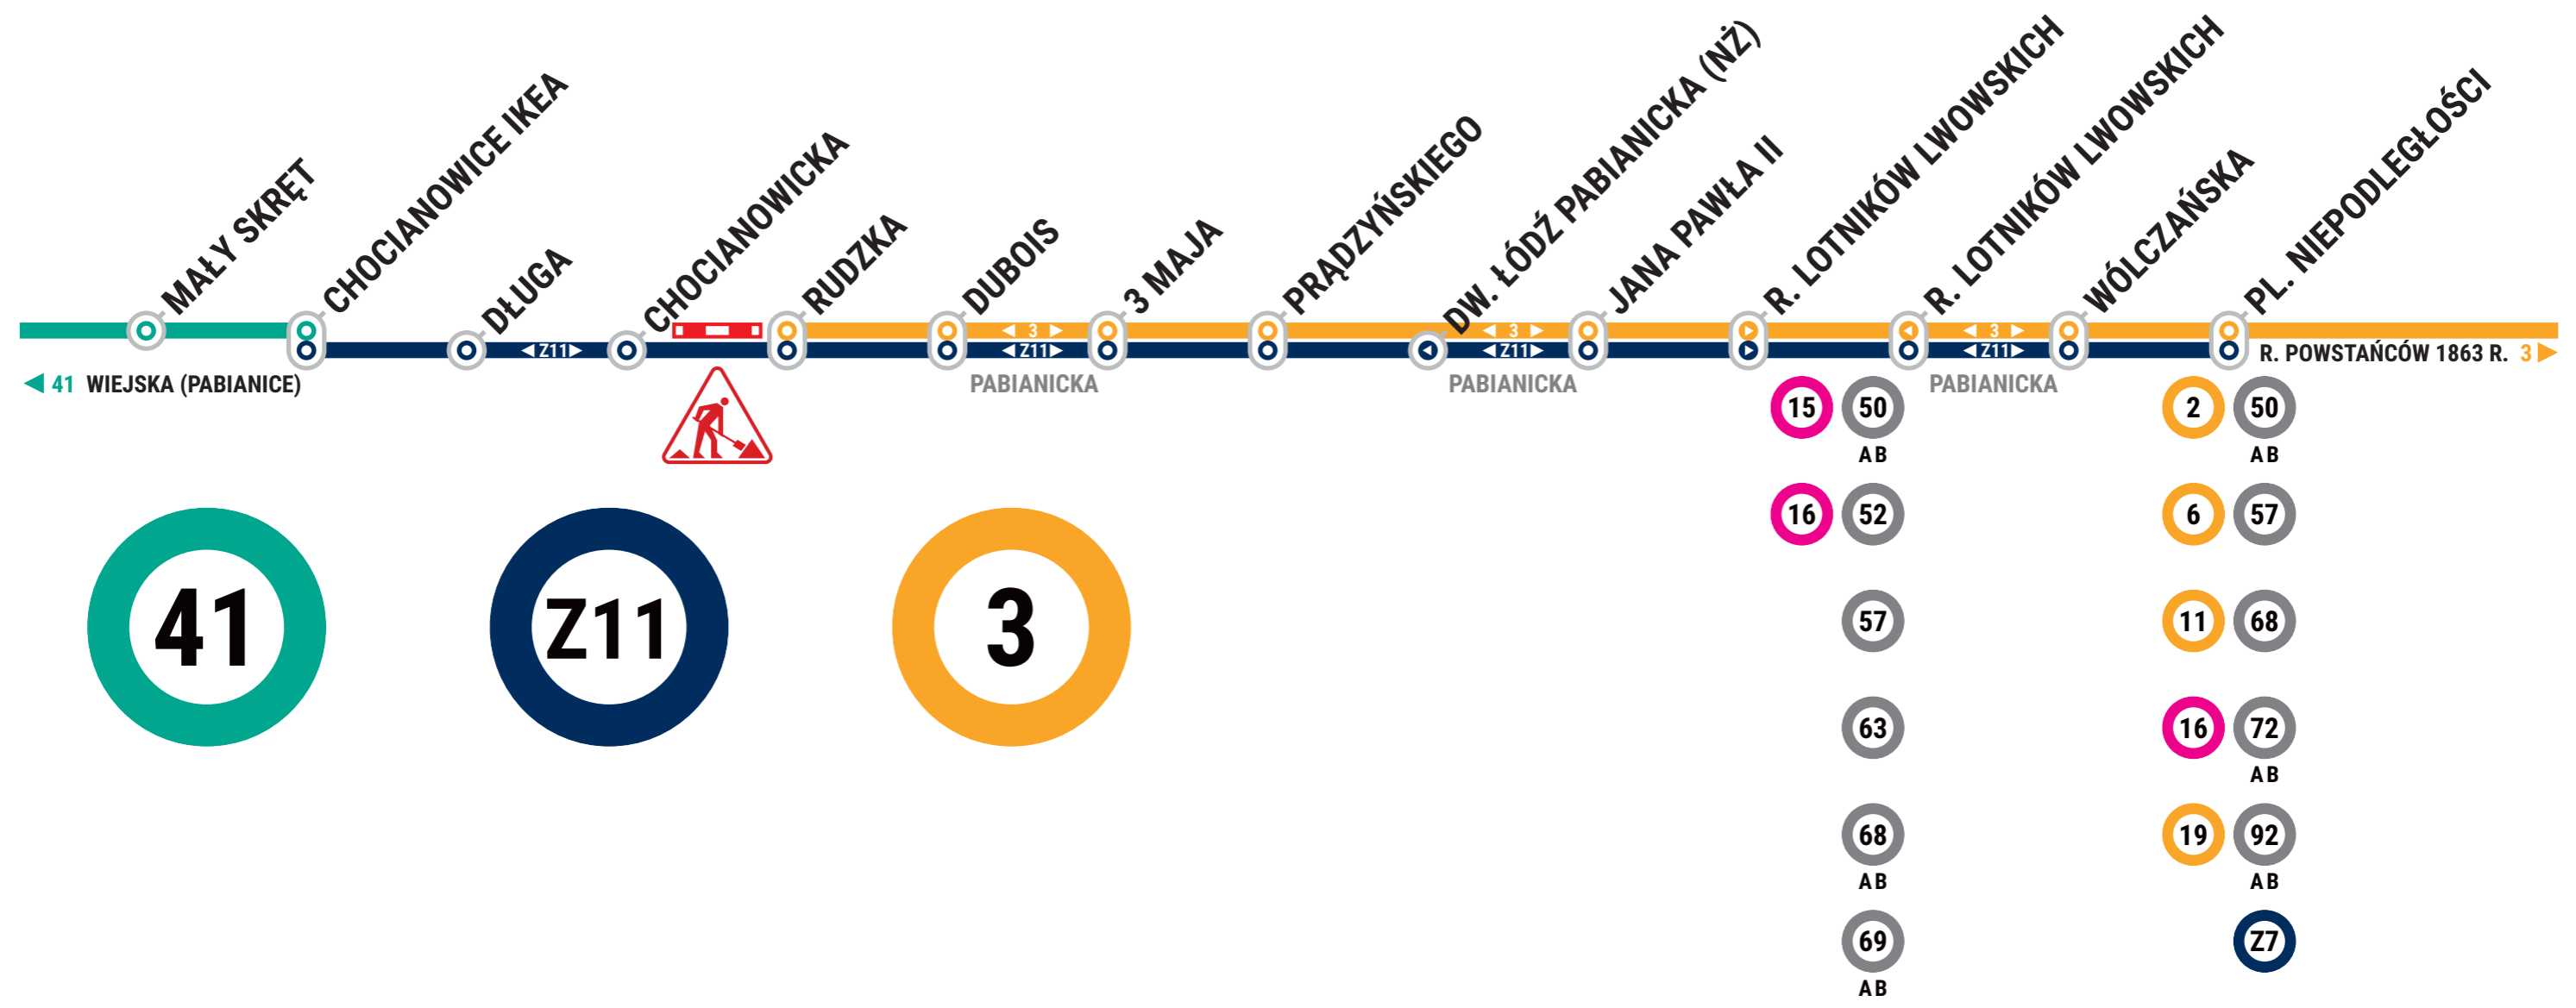 MAŁY SKRĘT
CHOCIANOWICE IKEA
DŁUGA
CHOCIANOWICKA
RUDZKA
DUBOIS
3 MAJA
PRĄDZYŃSKIEGO
DW. ŁÓDŹ PABIANICKA (NŻ)
JANA PAWŁA II
R. LOTNIKÓW LWOWSKICH
R. LOTNIKÓW LWOWSKICH
WÓLCZAŃSKA
PL. NIEPODLEGŁOŚCI
3 3 3
Z11 Z11 Z11 Z11
R. POWSTAŃCÓW 1863 R. 3
41 WIEJSKA (PABIANICE)
PABIANICKA PABIANICKA PABIANICKA
15 50 2 50
AB AB
16 52 6 57
41 Z11 3
57 11 68
63 16 72
AB
68 19 92
AB AB
69 Z7
AB